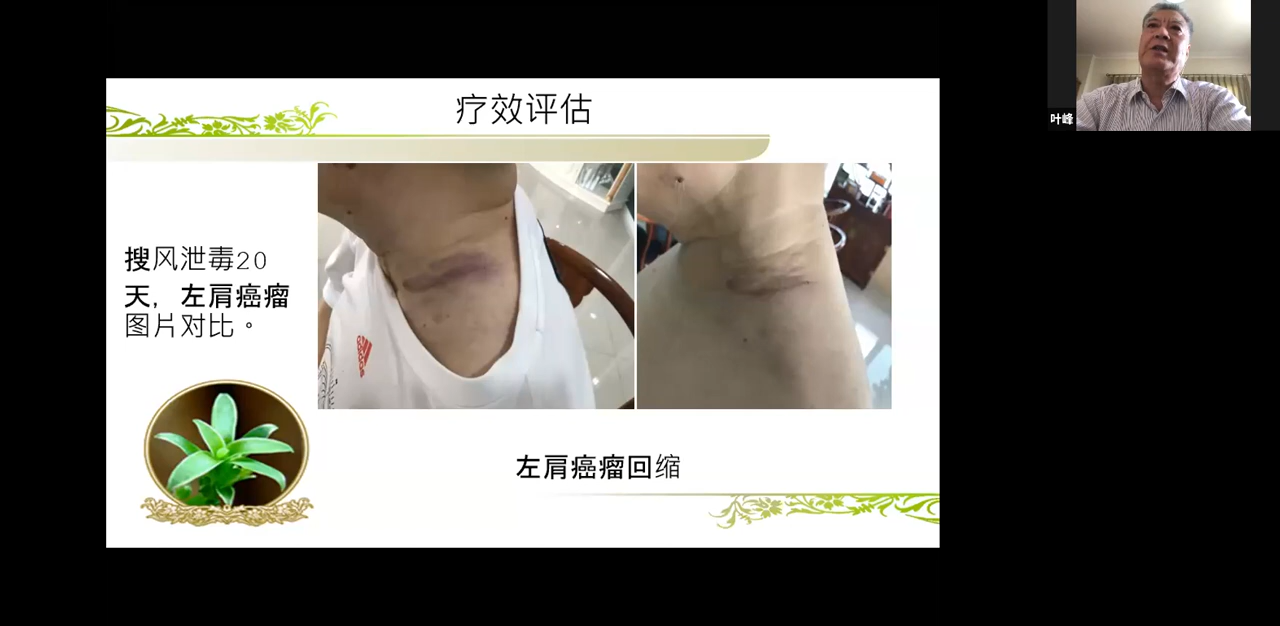 疗效评估
搜风泄毒20
天，左肩癌瘤
图片对比。
左肩癌瘤回缩
叶峰